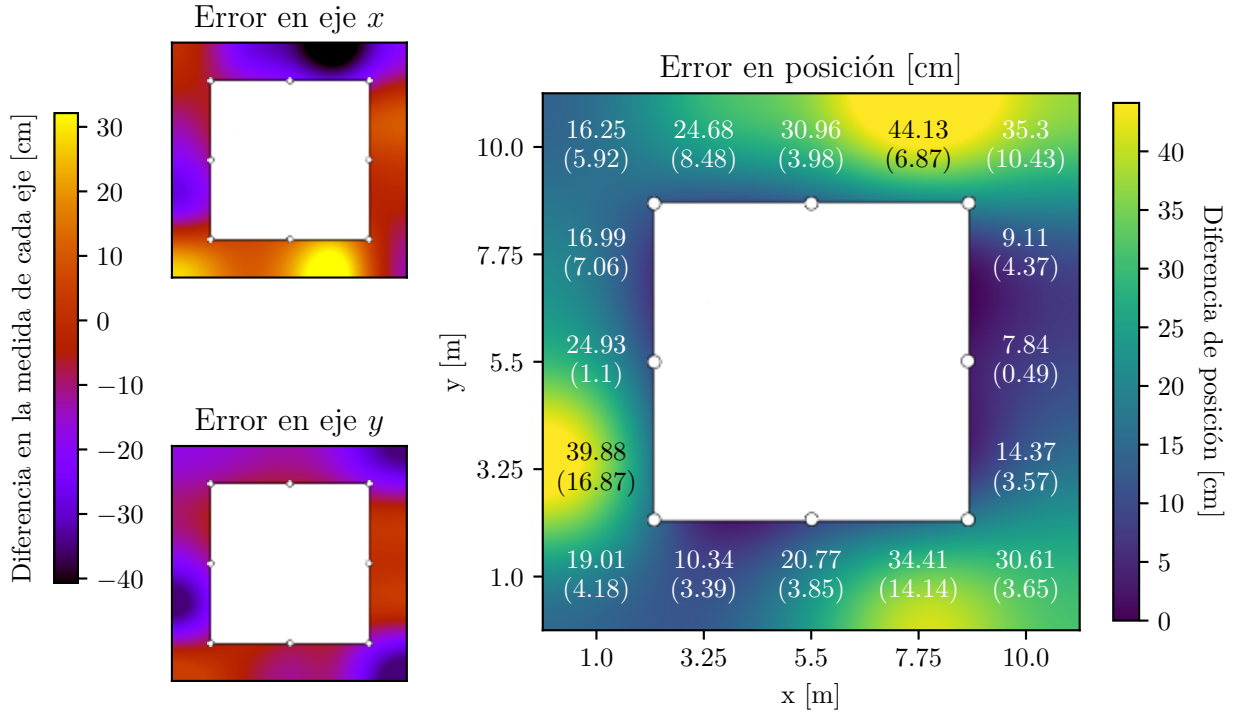 Error en eje x
Diferencia en la medida de cada eje [cm]
30
20
10
0
−10
−20
−30
−40
Error en eje y
Error en posición [cm]
y [m]
10.0
7.75
5.5
3.25
1.0
16.25 24.68 30.96 44.13 35.3
(5.92) (8.48) (3.98) (6.87) (10.43)
16.99 9.11
(7.06) (4.37)
24.93 7.84
(1.1) (0.49)
39.88 14.37
(16.87) (3.57)
19.01 10.34 20.77 34.41 30.61
(4.18) (3.39) (3.85) (14.14) (3.65)
1.0 3.25 5.5 7.75 10.0
x [m]
40
35
30
25
20
15
10
5
0
Diferencia de posición [cm]